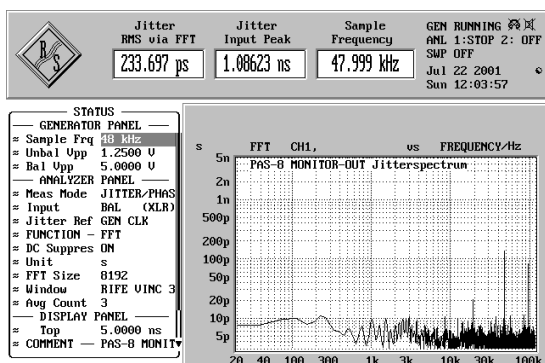 R S
Jitter RMS via FFT
233.697 ps
Jitter Input Peak
1.08623 ns
Sample Frequency
47.999 kHz
GEN RUNNING
ANL 1:STOP 2: OFF
SWP OFF
Jul 22 2001
Sun 12:03:57
STATUS
GENERATOR PANEL
≈ Sample Frq 48 kHz
≈ Unbal Vpp 1.2500 V
≈ Bal Vpp 5.0000 V
ANALYZER PANEL
≈ Meas Mode JITTER/PHAS
≈ Input BAL (XLR)
≈ Jitter Ref GEN CLK
≈ FUNCTION - FFT
≈ DC Suppres ON
≈ Unit s
≈ FFT Size 8192
≈ Window RIFE VINC 3
≈ Avg Count 3
DISPLAY PANEL
≈ Top 5.0000 ns
≈ COMMENT — PAS-8 MONIT
s FFT CH1, vs FREQUENCY/Hz
PAS-8 MONITOR-OUT Jitterspectrum
5n
2n
1n
500p
200p
100p
50p
20p
10p
5p
20 40 100 300 1k 3k 10k 30k 100k